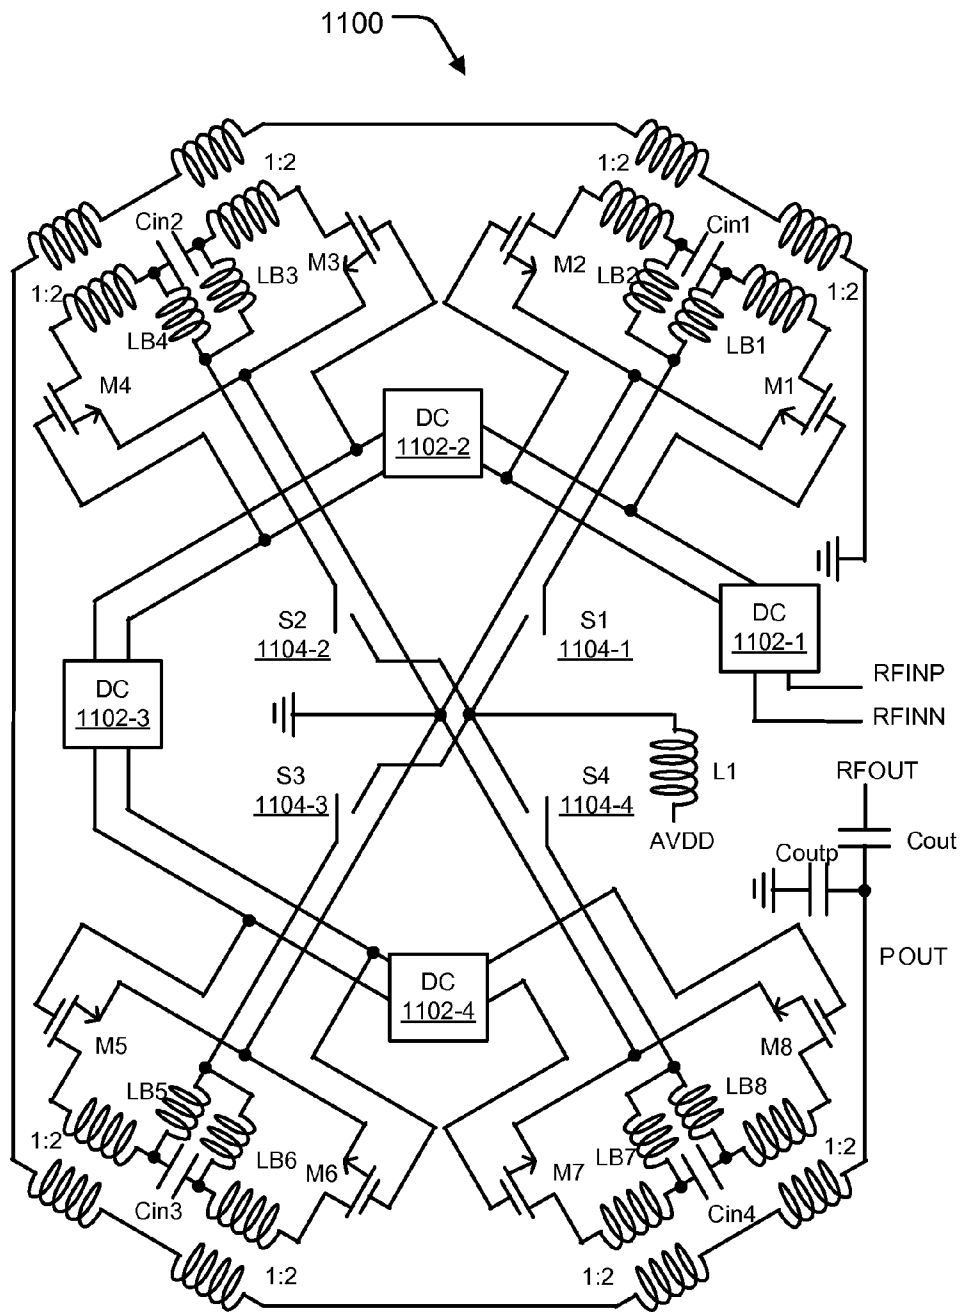 1100
1:2
1:2
Cin2
Cin1
M3
M2
LB3
LB2
1:2
1:2
LB4
LB1
M4
M1
DC
1102-2
S2
1104-2
S1
1104-1
DC
1102-1
RFINP
RFINN
DC
1102-3
S3
1104-3
S4
1104-4
L1
AVDD
RFOUT
Cout
Coutp
POUT
DC
1102-4
M5
M8
LB5
LB8
1:2
1:2
LB6
M6
M7
LB7
Cin3
Cin4
1:2
1:2